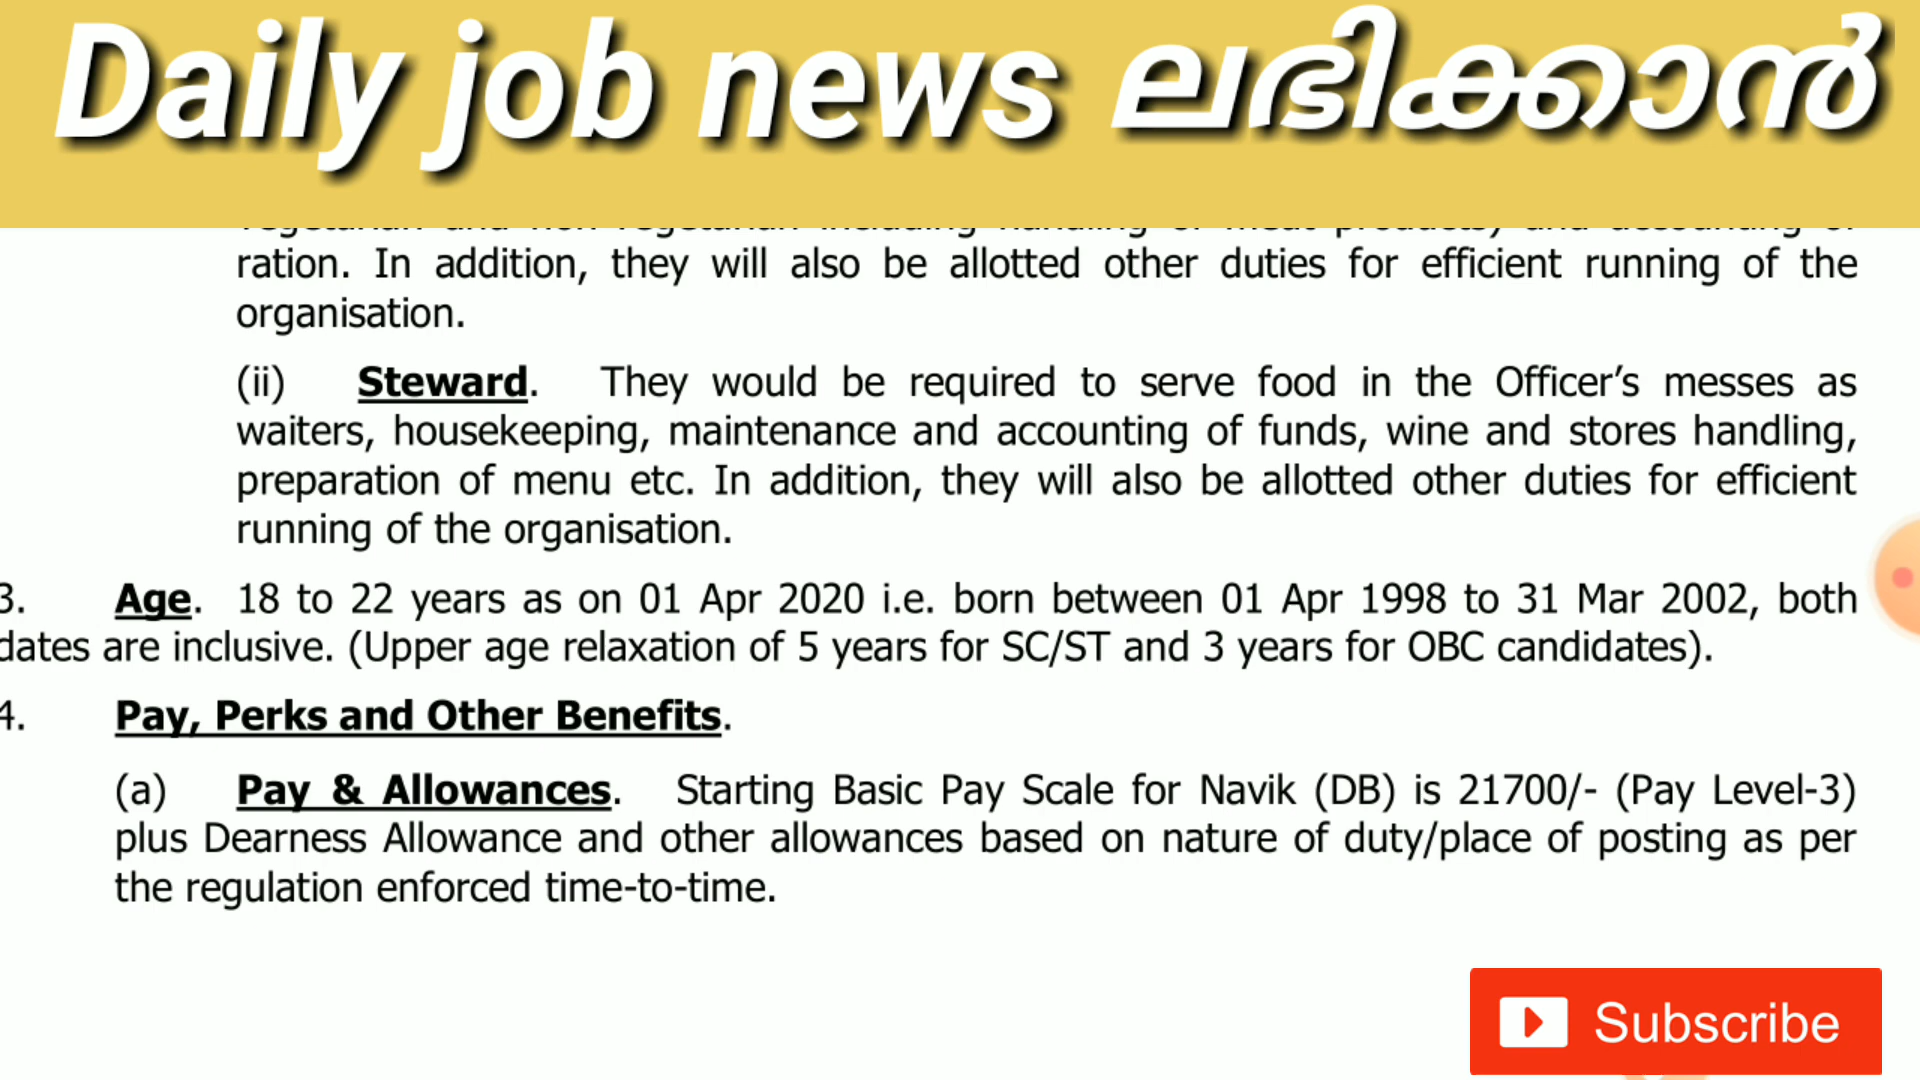 Daily job news ലഭിക്കാൻ
ration. In addition, they will also be allotted other duties for efficient running of the
organisation.
(ii) Steward. They would be required to serve food in the Officer’s messes as
waiters, housekeeping, maintenance and accounting of funds, wine and stores handling,
preparation of menu etc. In addition, they will also be allotted other duties for efficient
running of the organisation.
3. Age. 18 to 22 years as on 01 Apr 2020 i.e. born between 01 Apr 1998 to 31 Mar 2002, both
dates are inclusive. (Upper age relaxation of 5 years for SC/ST and 3 years for OBC candidates).
4. Pay, Perks and Other Benefits.
(a) Pay & Allowances. Starting Basic Pay Scale for Navik (DB) is 21700/- (Pay Level-3)
plus Dearness Allowance and other allowances based on nature of duty/place of posting as per
the regulation enforced time-to-time.
Subscribe